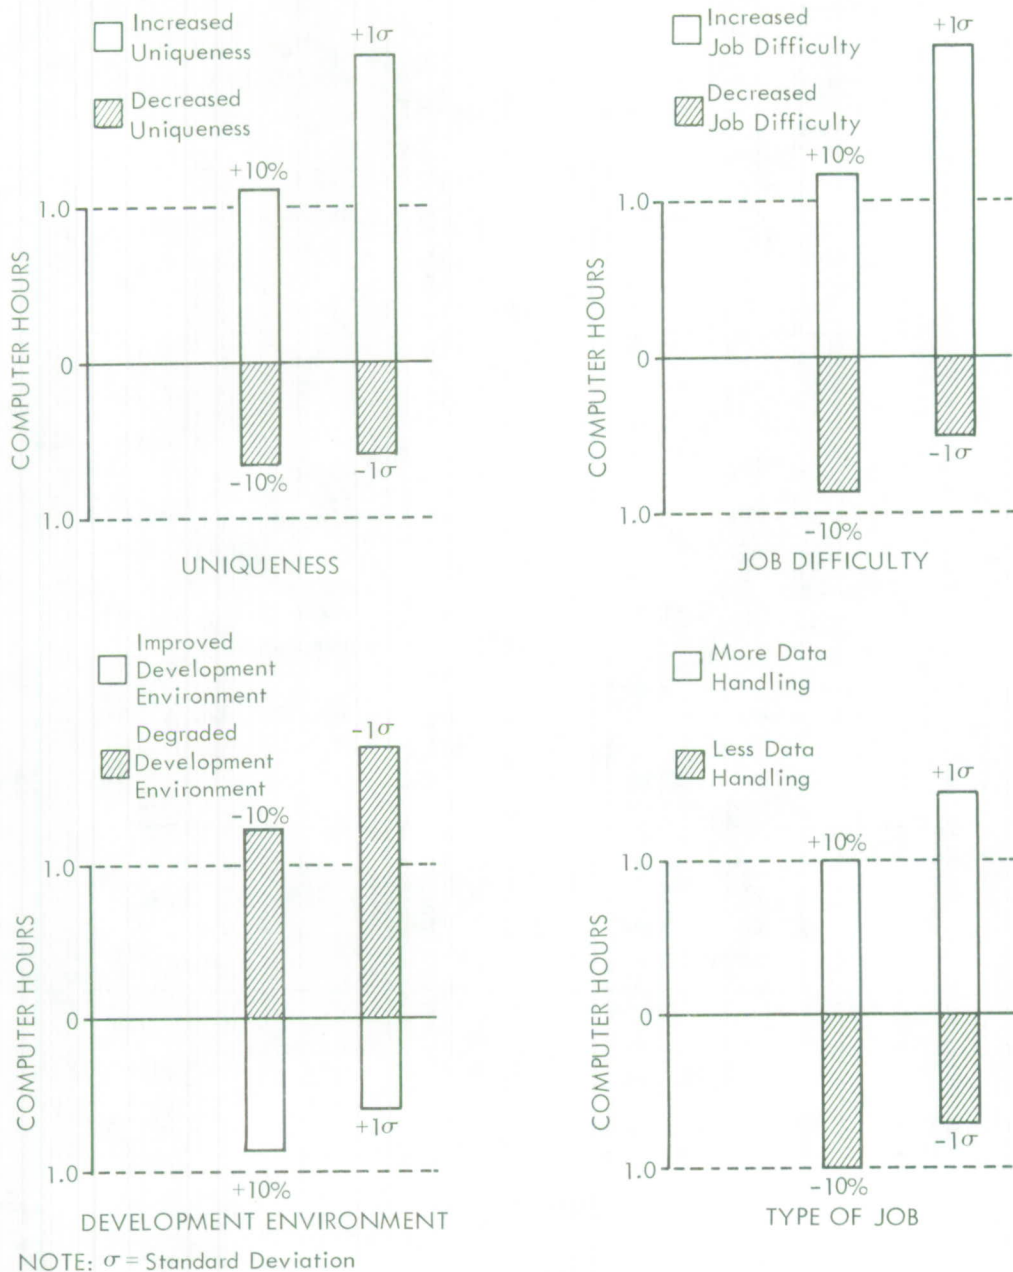 Increased
Uniqueness
Decreased
Uniqueness
+10%
+1σ
1.0
0
1.0
COMPUTER HOURS
-10%
-1σ
UNIQUENESS
Increased
Job Difficulty
Decreased
Job Difficulty
+10%
+1σ
1.0
0
1.0
COMPUTER HOURS
-10%
-1σ
JOB DIFFICULTY
Improved
Development
Environment
Degraded
Development
Environment
-10%
-1σ
1.0
0
1.0
COMPUTER HOURS
+10%
+1σ
DEVELOPMENT ENVIRONMENT
More Data
Handling
Less Data
Handling
+10%
+1σ
1.0
0
1.0
COMPUTER HOURS
-10%
-1σ
TYPE OF JOB
NOTE: σ = Standard Deviation